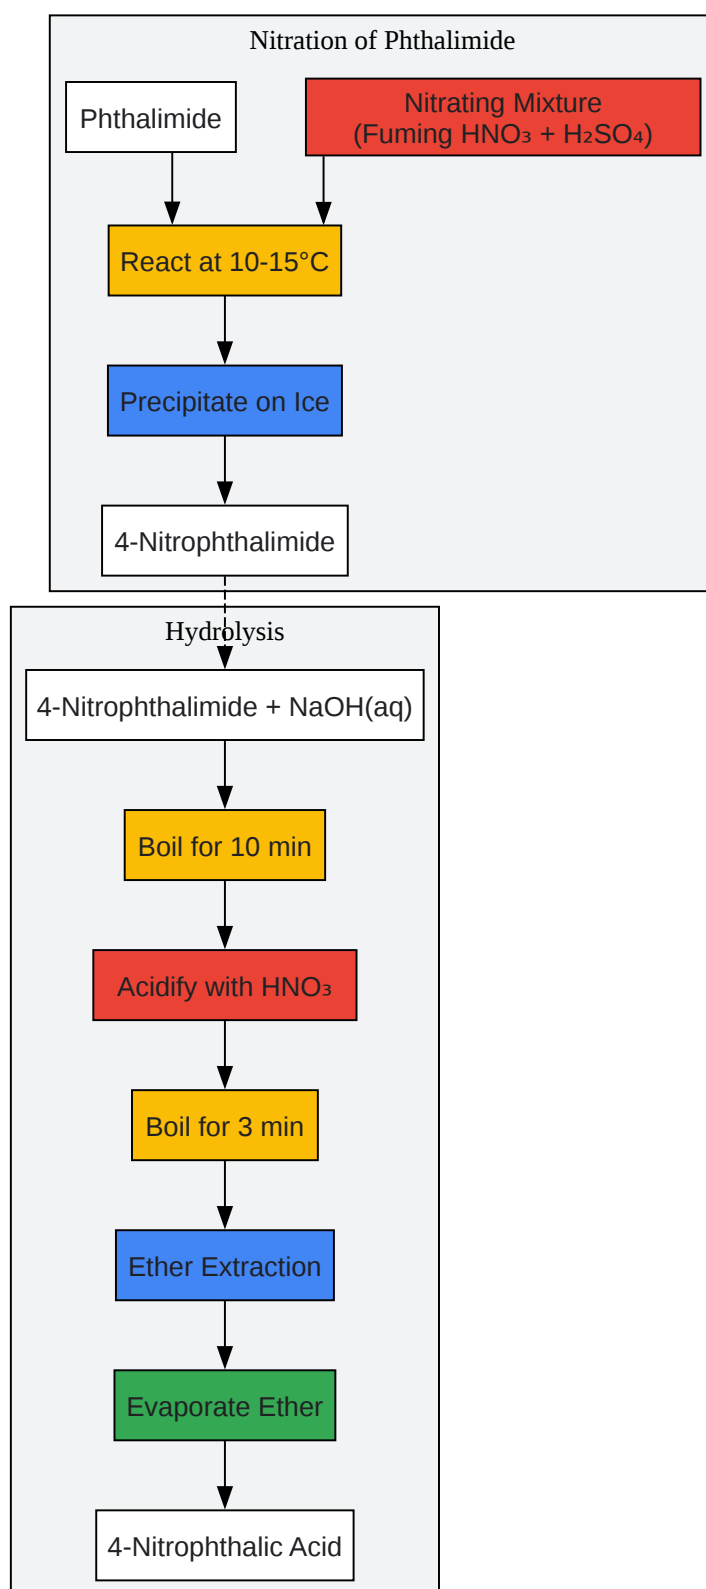 Nitration of Phthalimide
Phthalimide
Nitrating Mixture
(Fuming HNO₃ + H₂SO₄)
React at 10-15°C
Precipitate on Ice
4-Nitrophthalimide
Hydrolysis
4-Nitrophthalimide + NaOH(aq)
Boil for 10 min
Acidify with HNO₃
Boil for 3 min
Ether Extraction
Evaporate Ether
4-Nitrophthalic Acid